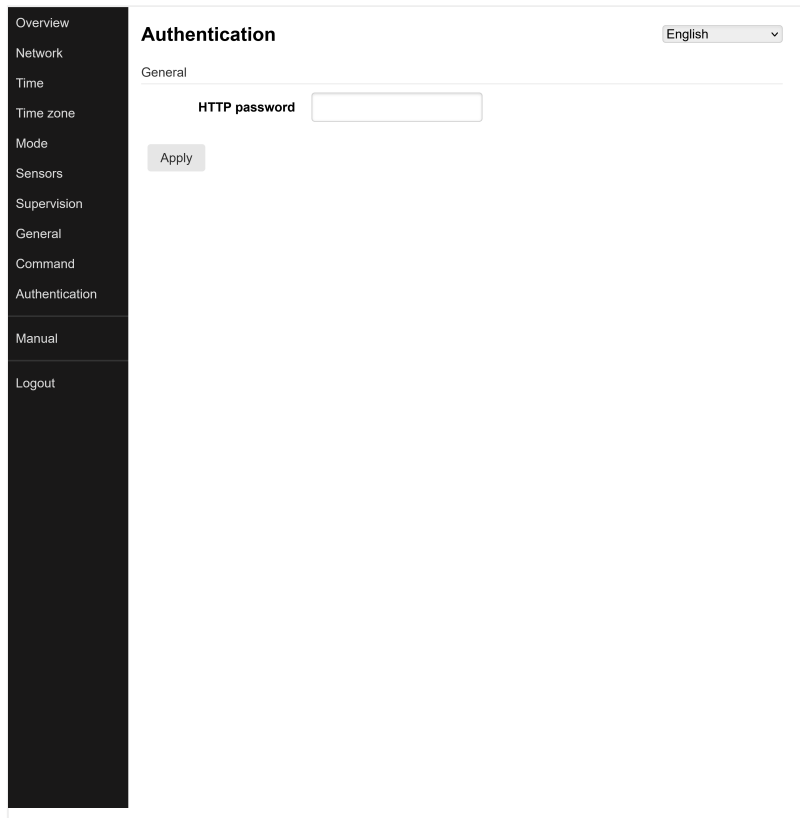 Overview
Network
Time
Time zone
Mode
Sensors
Supervision
General
Command
Authentication
Manual
Logout
Authentication
English
General
HTTP password
Apply